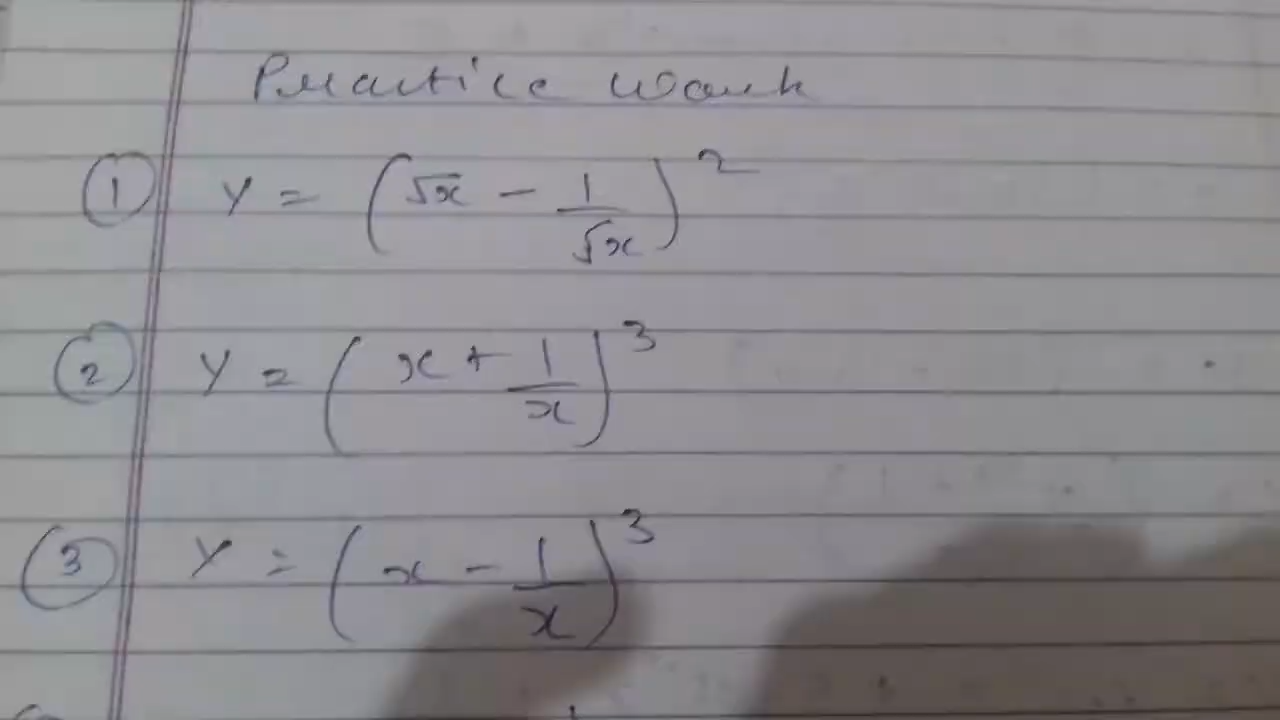 Practice Work
① Y = (√x - 1/√x)²
② Y = (x + 1/x)³
③ Y = (x - 1/x)³